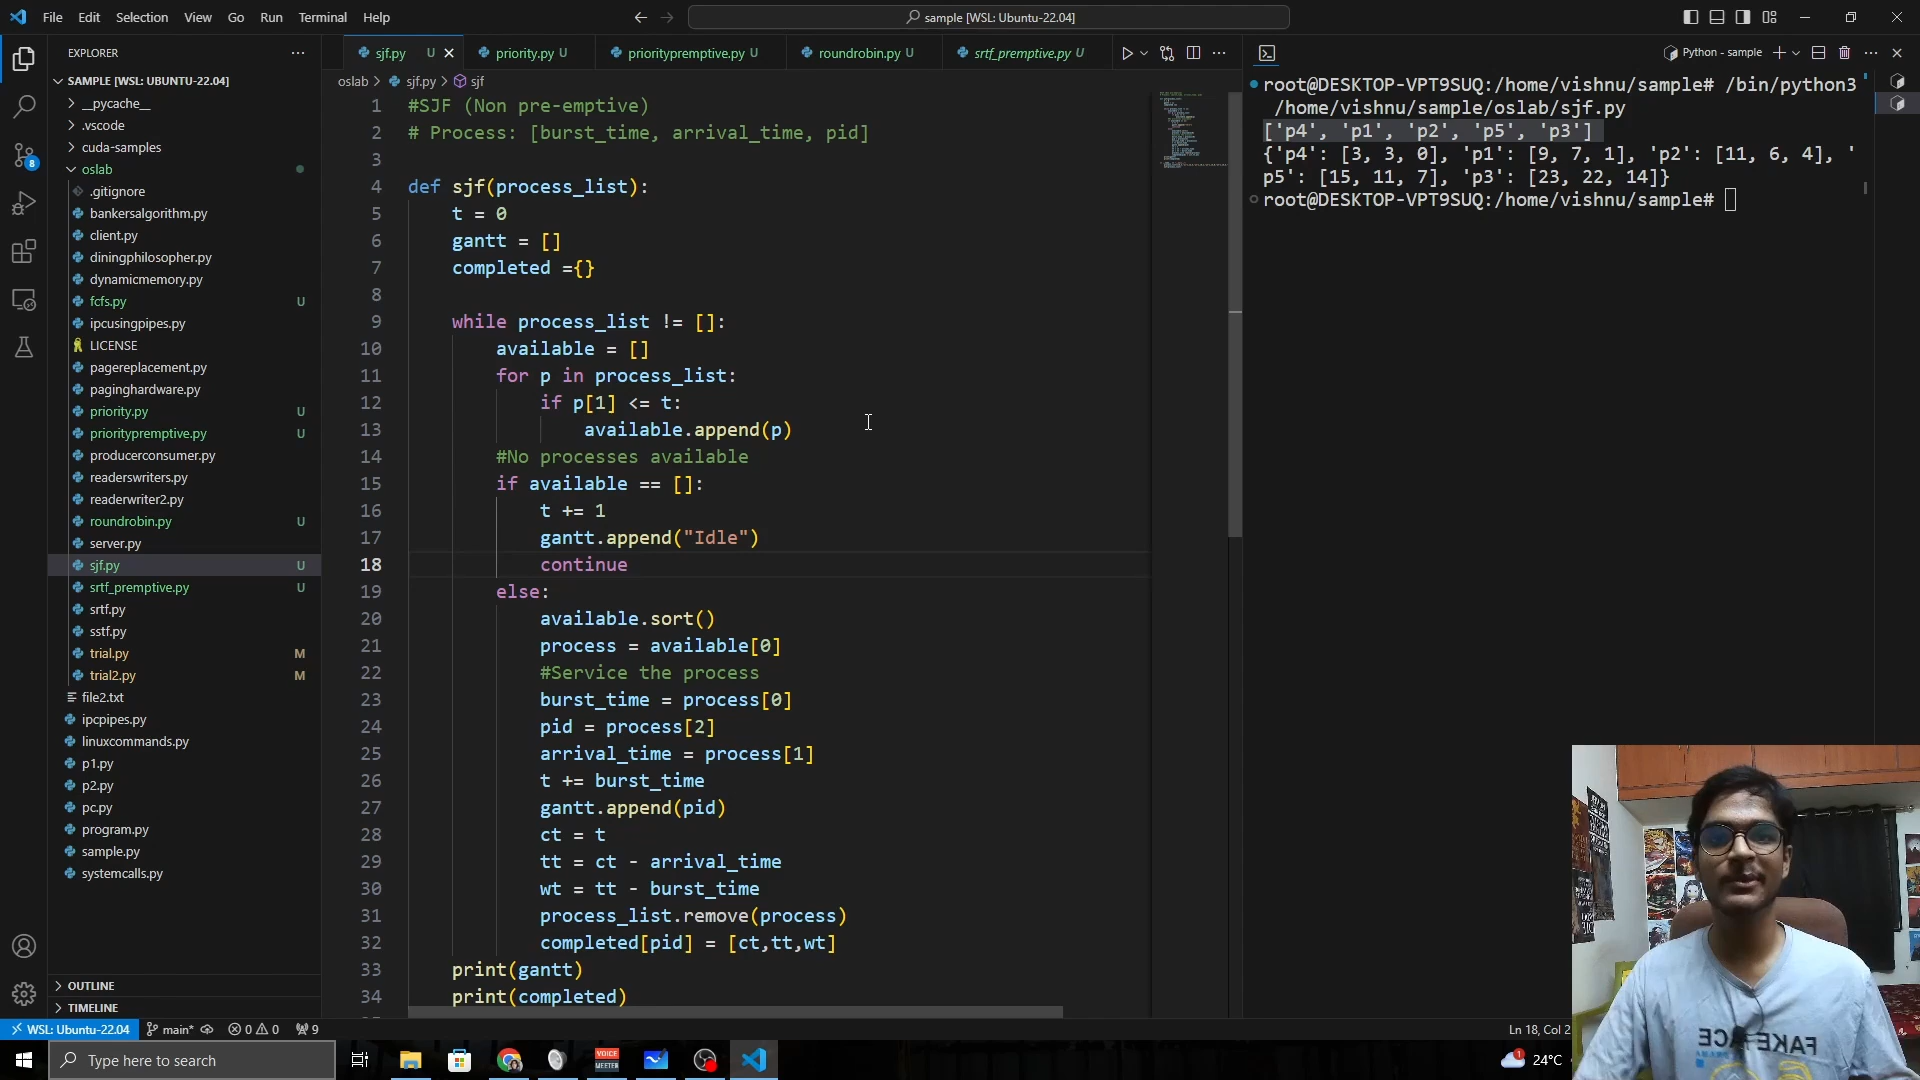 File Edit Selection View Go Run Terminal Help
sample [WSL: Ubuntu-22.04]
EXPLORER
SAMPLE [WSL: UBUNTU-22.04]
__pycache__
.vscode
cuda-samples
oslab
.gitignore
bankersalgorithm.py
client.py
diningphilosopher.py
dynamicmemory.py
fcfs.py U
ipcusingpipes.py
LICENSE
pagereplacement.py
paginghardware.py
priority.py U
prioritypremptive.py U
producerconsumer.py
readerswriters.py
readerwriter2.py
roundrobin.py U
server.py
sjf.py U
srtf_premptive.py U
srtf.py
sstf.py
trial.py M
trial2.py M
file2.txt
ipcpipes.py
linuxcommands.py
p1.py
p2.py
pc.py
program.py
sample.py
systemcalls.py
OUTLINE
TIMELINE
8
sjf.py U priority.py U prioritypremptive.py U roundrobin.py U srtf_premptive.py U
oslab > sjf.py > sjf
1 #SJF (Non pre-emptive)
2 # Process: [burst_time, arrival_time, pid]
3
4 def sjf(process_list):
5 t = 0
6 gantt = []
7 completed ={}
8
9 while process_list != []:
10 available = []
11 for p in process_list:
12 if p[1] <= t:
13 available.append(p)
14 #No processes available
15 if available == []:
16 t += 1
17 gantt.append("Idle")
18 continue
19 else:
20 available.sort()
21 process = available[0]
22 #Service the process
23 burst_time = process[0]
24 pid = process[2]
25 arrival_time = process[1]
26 t += burst_time
27 gantt.append(pid)
28 ct = t
29 tt = ct - arrival_time
30 wt = tt - burst_time
31 process_list.remove(process)
32 completed[pid] = [ct,tt,wt]
33 print(gantt)
34 print(completed)
Python - sample
root@DESKTOP-VPT9SUQ:/home/vishnu/sample# /bin/python3
/home/vishnu/sample/oslab/sjf.py
['p4', 'p1', 'p2', 'p5', 'p3']
{'p4': [3, 3, 0], 'p1': [9, 7, 1], 'p2': [11, 6, 4], '
p5': [15, 11, 7], 'p3': [23, 22, 14]}
root@DESKTOP-VPT9SUQ:/home/vishnu/sample#
FAKE FACE
WSL: Ubuntu-22.04 main* 0 0 9
Ln 18, Col 2
Type here to search
VOICE MEETER
1
24°C